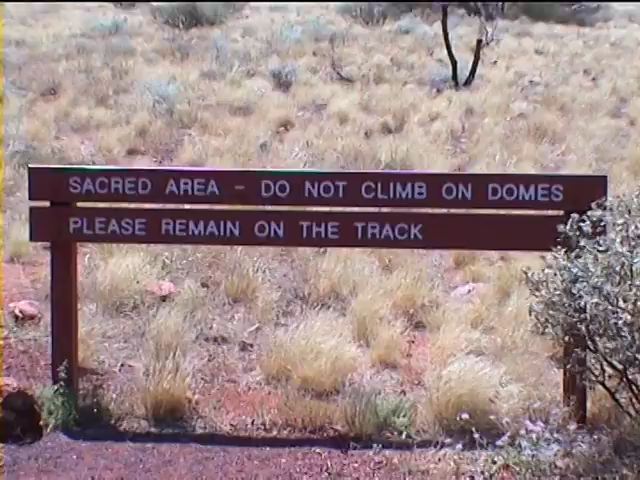 SACRED AREA - DO NOT CLIMB ON DOMES
PLEASE REMAIN ON THE TRACK